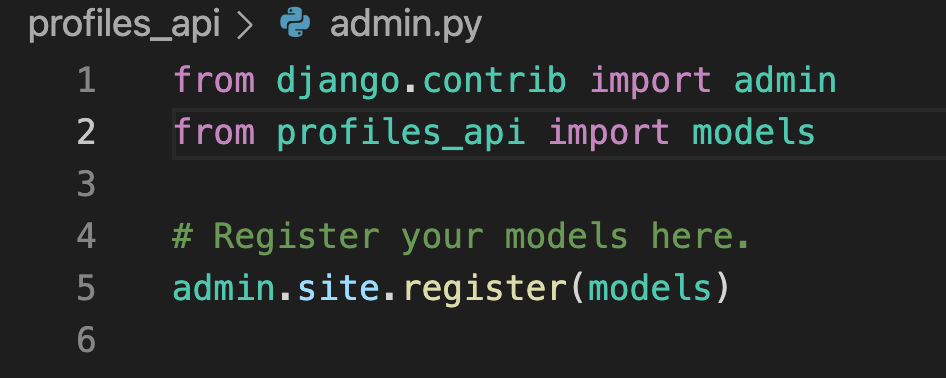 profiles_api > admin.py
1 from django.contrib import admin
2 from profiles_api import models
3
4 # Register your models here.
5 admin.site.register(models)
6